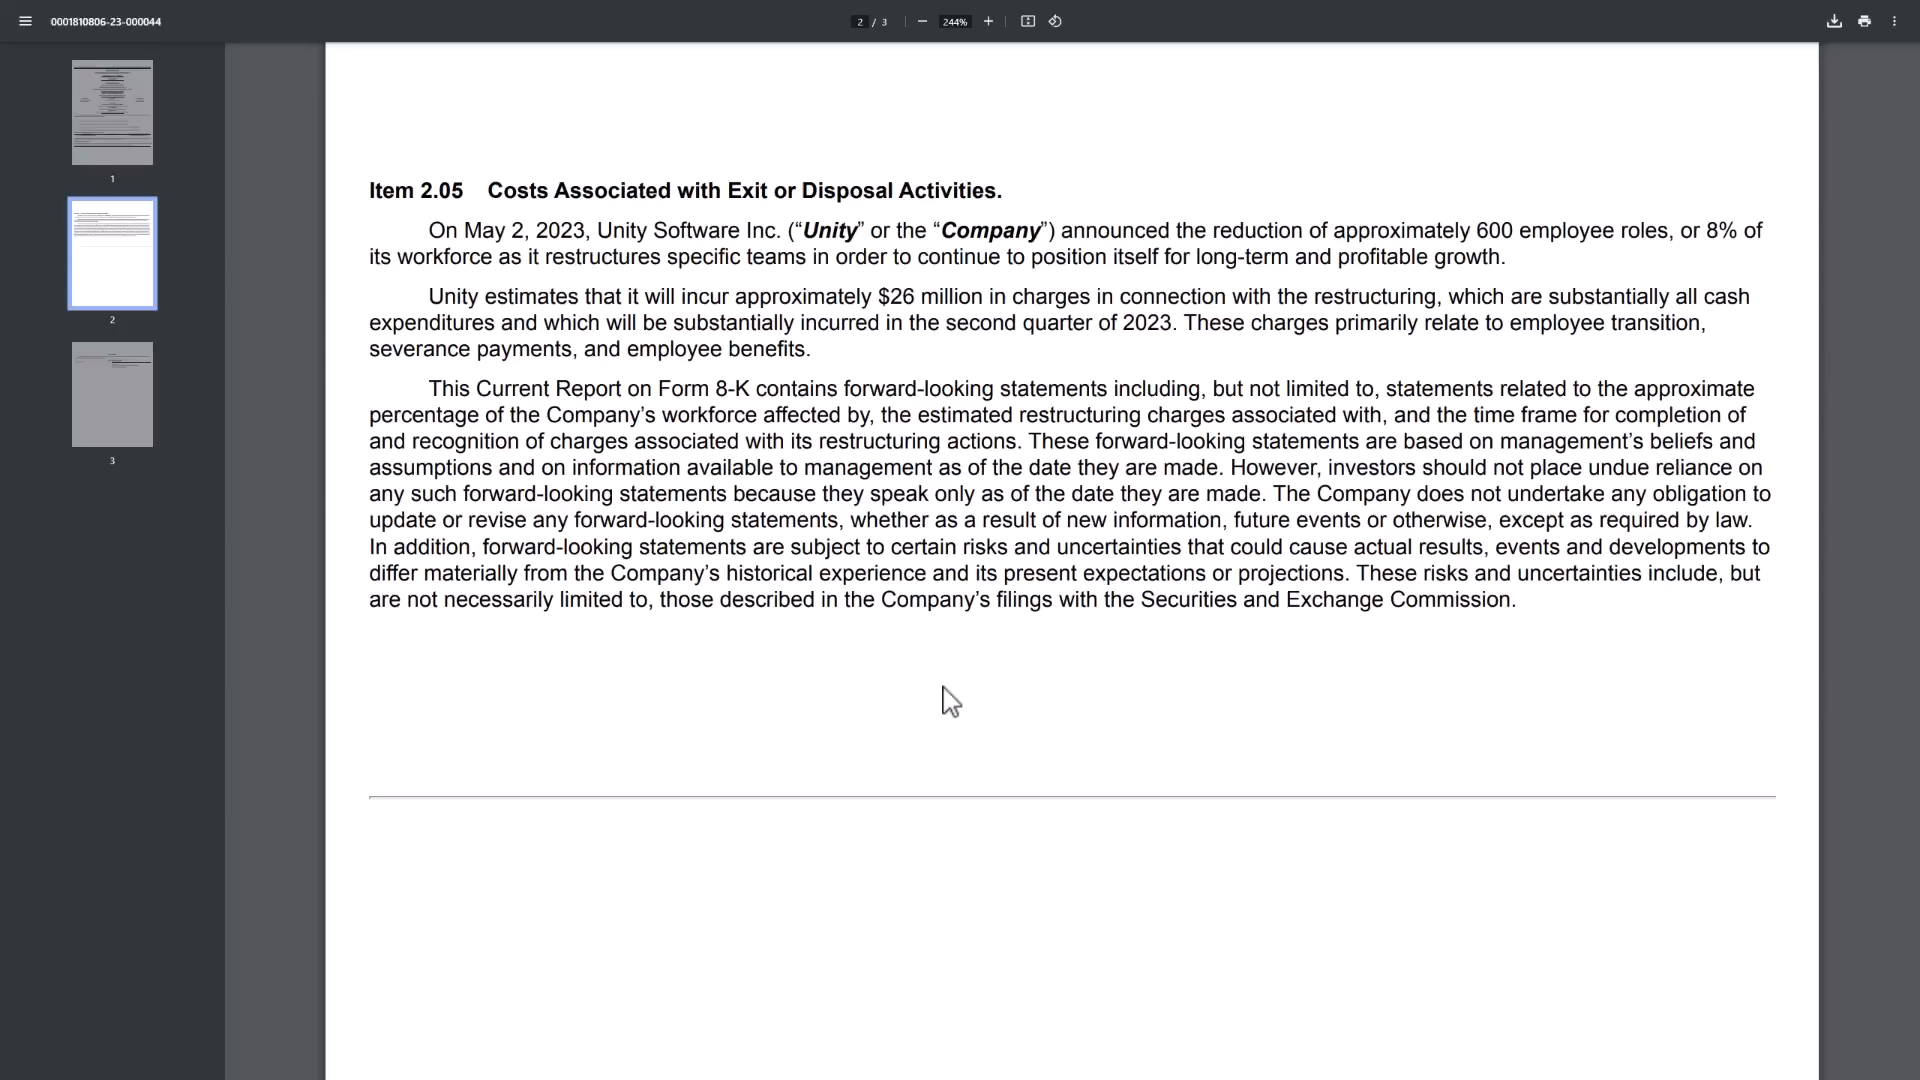 0001810806-23-000044
2 / 3
244%
1
2
3
Item 2.05 Costs Associated with Exit or Disposal Activities.
On May 2, 2023, Unity Software Inc. (“Unity” or the “Company”) announced the reduction of approximately 600 employee roles, or 8% of
its workforce as it restructures specific teams in order to continue to position itself for long-term and profitable growth.
Unity estimates that it will incur approximately $26 million in charges in connection with the restructuring, which are substantially all cash
expenditures and which will be substantially incurred in the second quarter of 2023. These charges primarily relate to employee transition,
severance payments, and employee benefits.
This Current Report on Form 8-K contains forward-looking statements including, but not limited to, statements related to the approximate
percentage of the Company’s workforce affected by, the estimated restructuring charges associated with, and the time frame for completion of
and recognition of charges associated with its restructuring actions. These forward-looking statements are based on management’s beliefs and
assumptions and on information available to management as of the date they are made. However, investors should not place undue reliance on
any such forward-looking statements because they speak only as of the date they are made. The Company does not undertake any obligation to
update or revise any forward-looking statements, whether as a result of new information, future events or otherwise, except as required by law.
In addition, forward-looking statements are subject to certain risks and uncertainties that could cause actual results, events and developments to
differ materially from the Company’s historical experience and its present expectations or projections. These risks and uncertainties include, but
are not necessarily limited to, those described in the Company’s filings with the Securities and Exchange Commission.